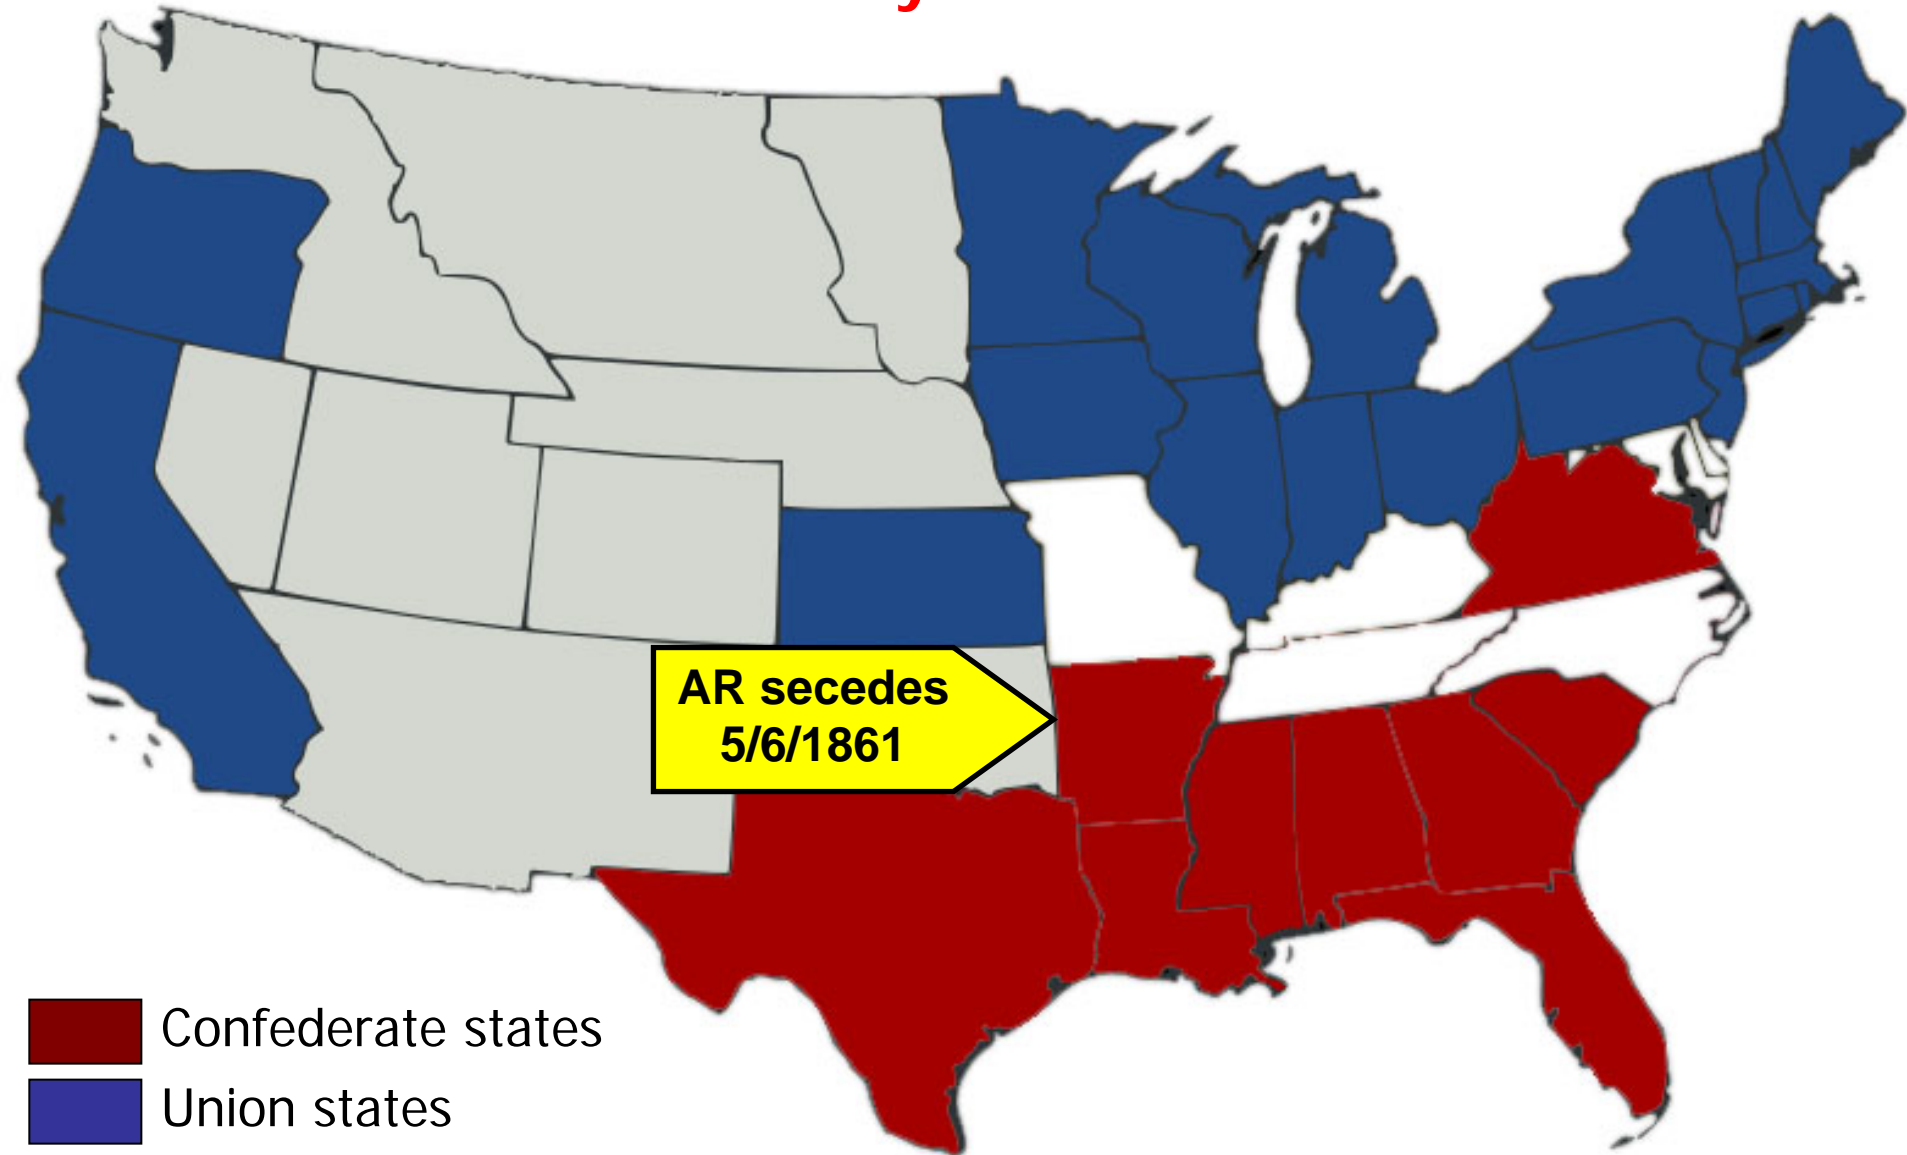 AR secedes
5/6/1861
Confederate states
Union states